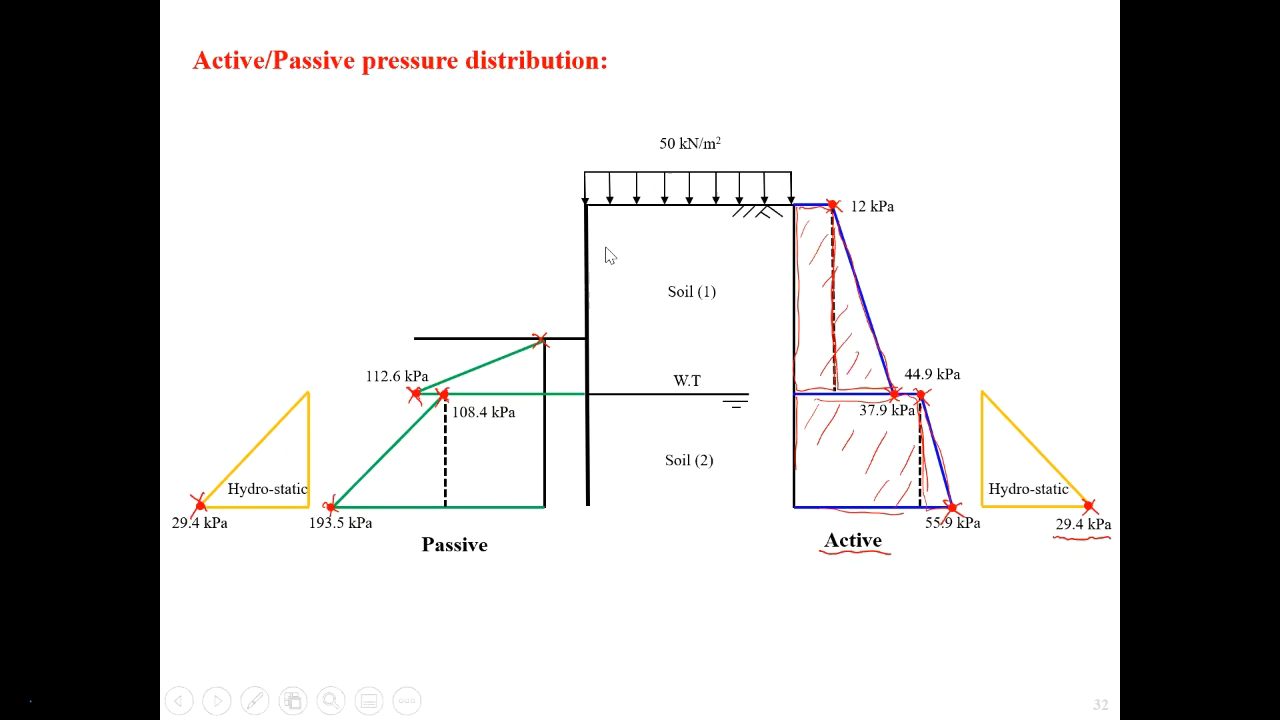 Active/Passive pressure distribution:
50 kN/m²
12 kPa
Soil (1)
112.6 kPa
W.T
44.9 kPa
108.4 kPa
37.9 kPa
Soil (2)
Hydro-static
Hydro-static
29.4 kPa
193.5 kPa
55.9 kPa
29.4 kPa
Passive
Active
32